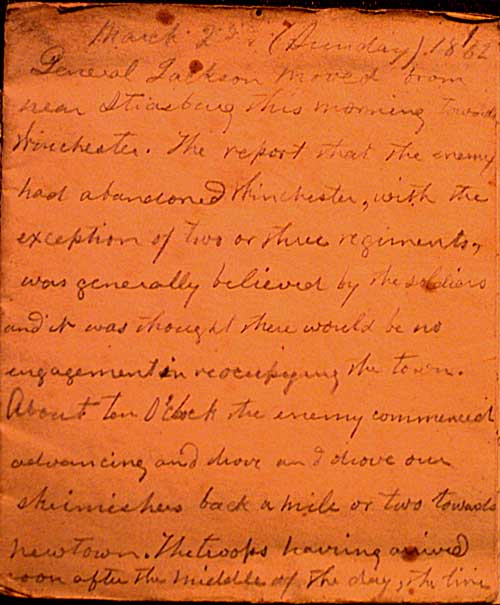 March 23. (Sunday) 1862
General Jackson moved from
near Strasburg this morning towards
Winchester. The report that the enemy
had abandoned Winchester, with the
exception of two or three regiments,
was generally believed by the soldiers
and it was thought there would be no
engagement in reocupying the town.
About ten O'clock the enemy commenced
advancing and drove and drove our
skirmishers back a mile or two towards
newtown. The troops having arrived
soon after the middle of the day, the line